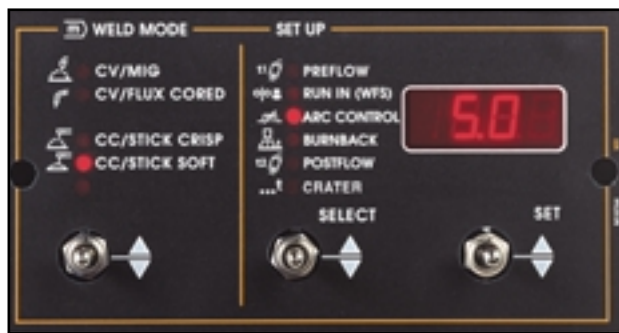 WELD MODE
CV/MIG
CV/FLUX CORED
CC/STICK CRISP
CC/STICK SOFT
SET UP
PREFLOW
RUN IN (WFS)
ARC CONTROL
BURNBACK
POSTFLOW
CRATER
5.0
SELECT
SET